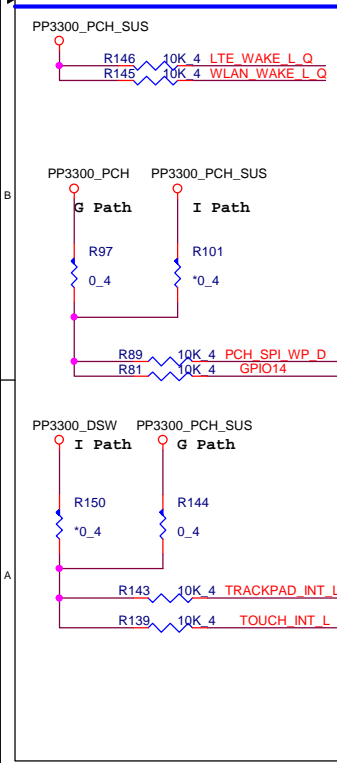 PP3300_PCH_SUS
R146 10K_4 LTE_WAKE_L_Q
R145 10K_4 WLAN_WAKE_L_Q
B
PP3300_PCH PP3300_PCH_SUS
G Path I Path
R97 R101
0_4 *0_4
R89 10K_4 PCH_SPI_WP_D
R81 10K_4 GPIO14
PP3300_DSW PP3300_PCH_SUS
I Path G Path
R150 R144
*0_4 0_4
A
R143 10K_4 TRACKPAD_INT_L
R139 10K_4 TOUCH_INT_L